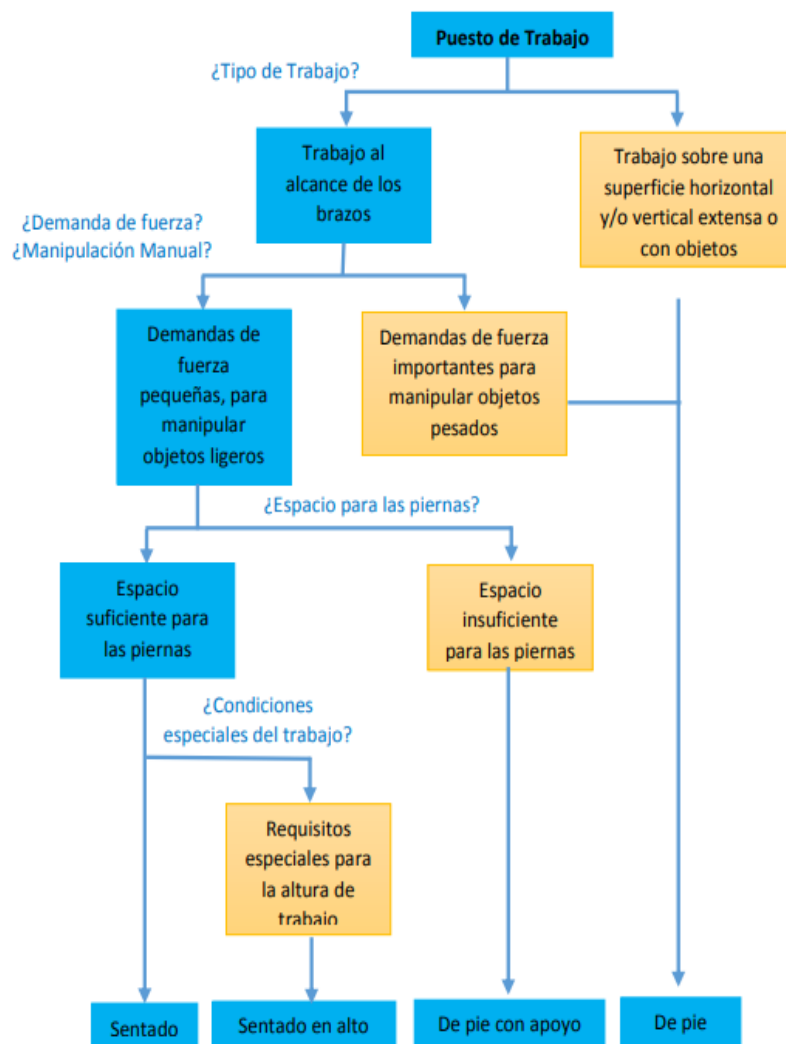 Puesto de Trabajo
¿Tipo de Trabajo?
Trabajo al
alcance de los
brazos
Trabajo sobre una
superficie horizontal
y/o vertical extensa o
con objetos
¿Demanda de fuerza?
¿Manipulación Manual?
Demandas de
fuerza
pequeñas, para
manipular
objetos ligeros
Demandas de fuerza
importantes para
manipular objetos
pesados
¿Espacio para las piernas?
Espacio
suficiente para
las piernas
Espacio
insuficiente
para las piernas
¿Condiciones
especiales del trabajo?
Requisitos
especiales para
la altura de
trabajo
Sentado
Sentado en alto
De pie con apoyo
De pie